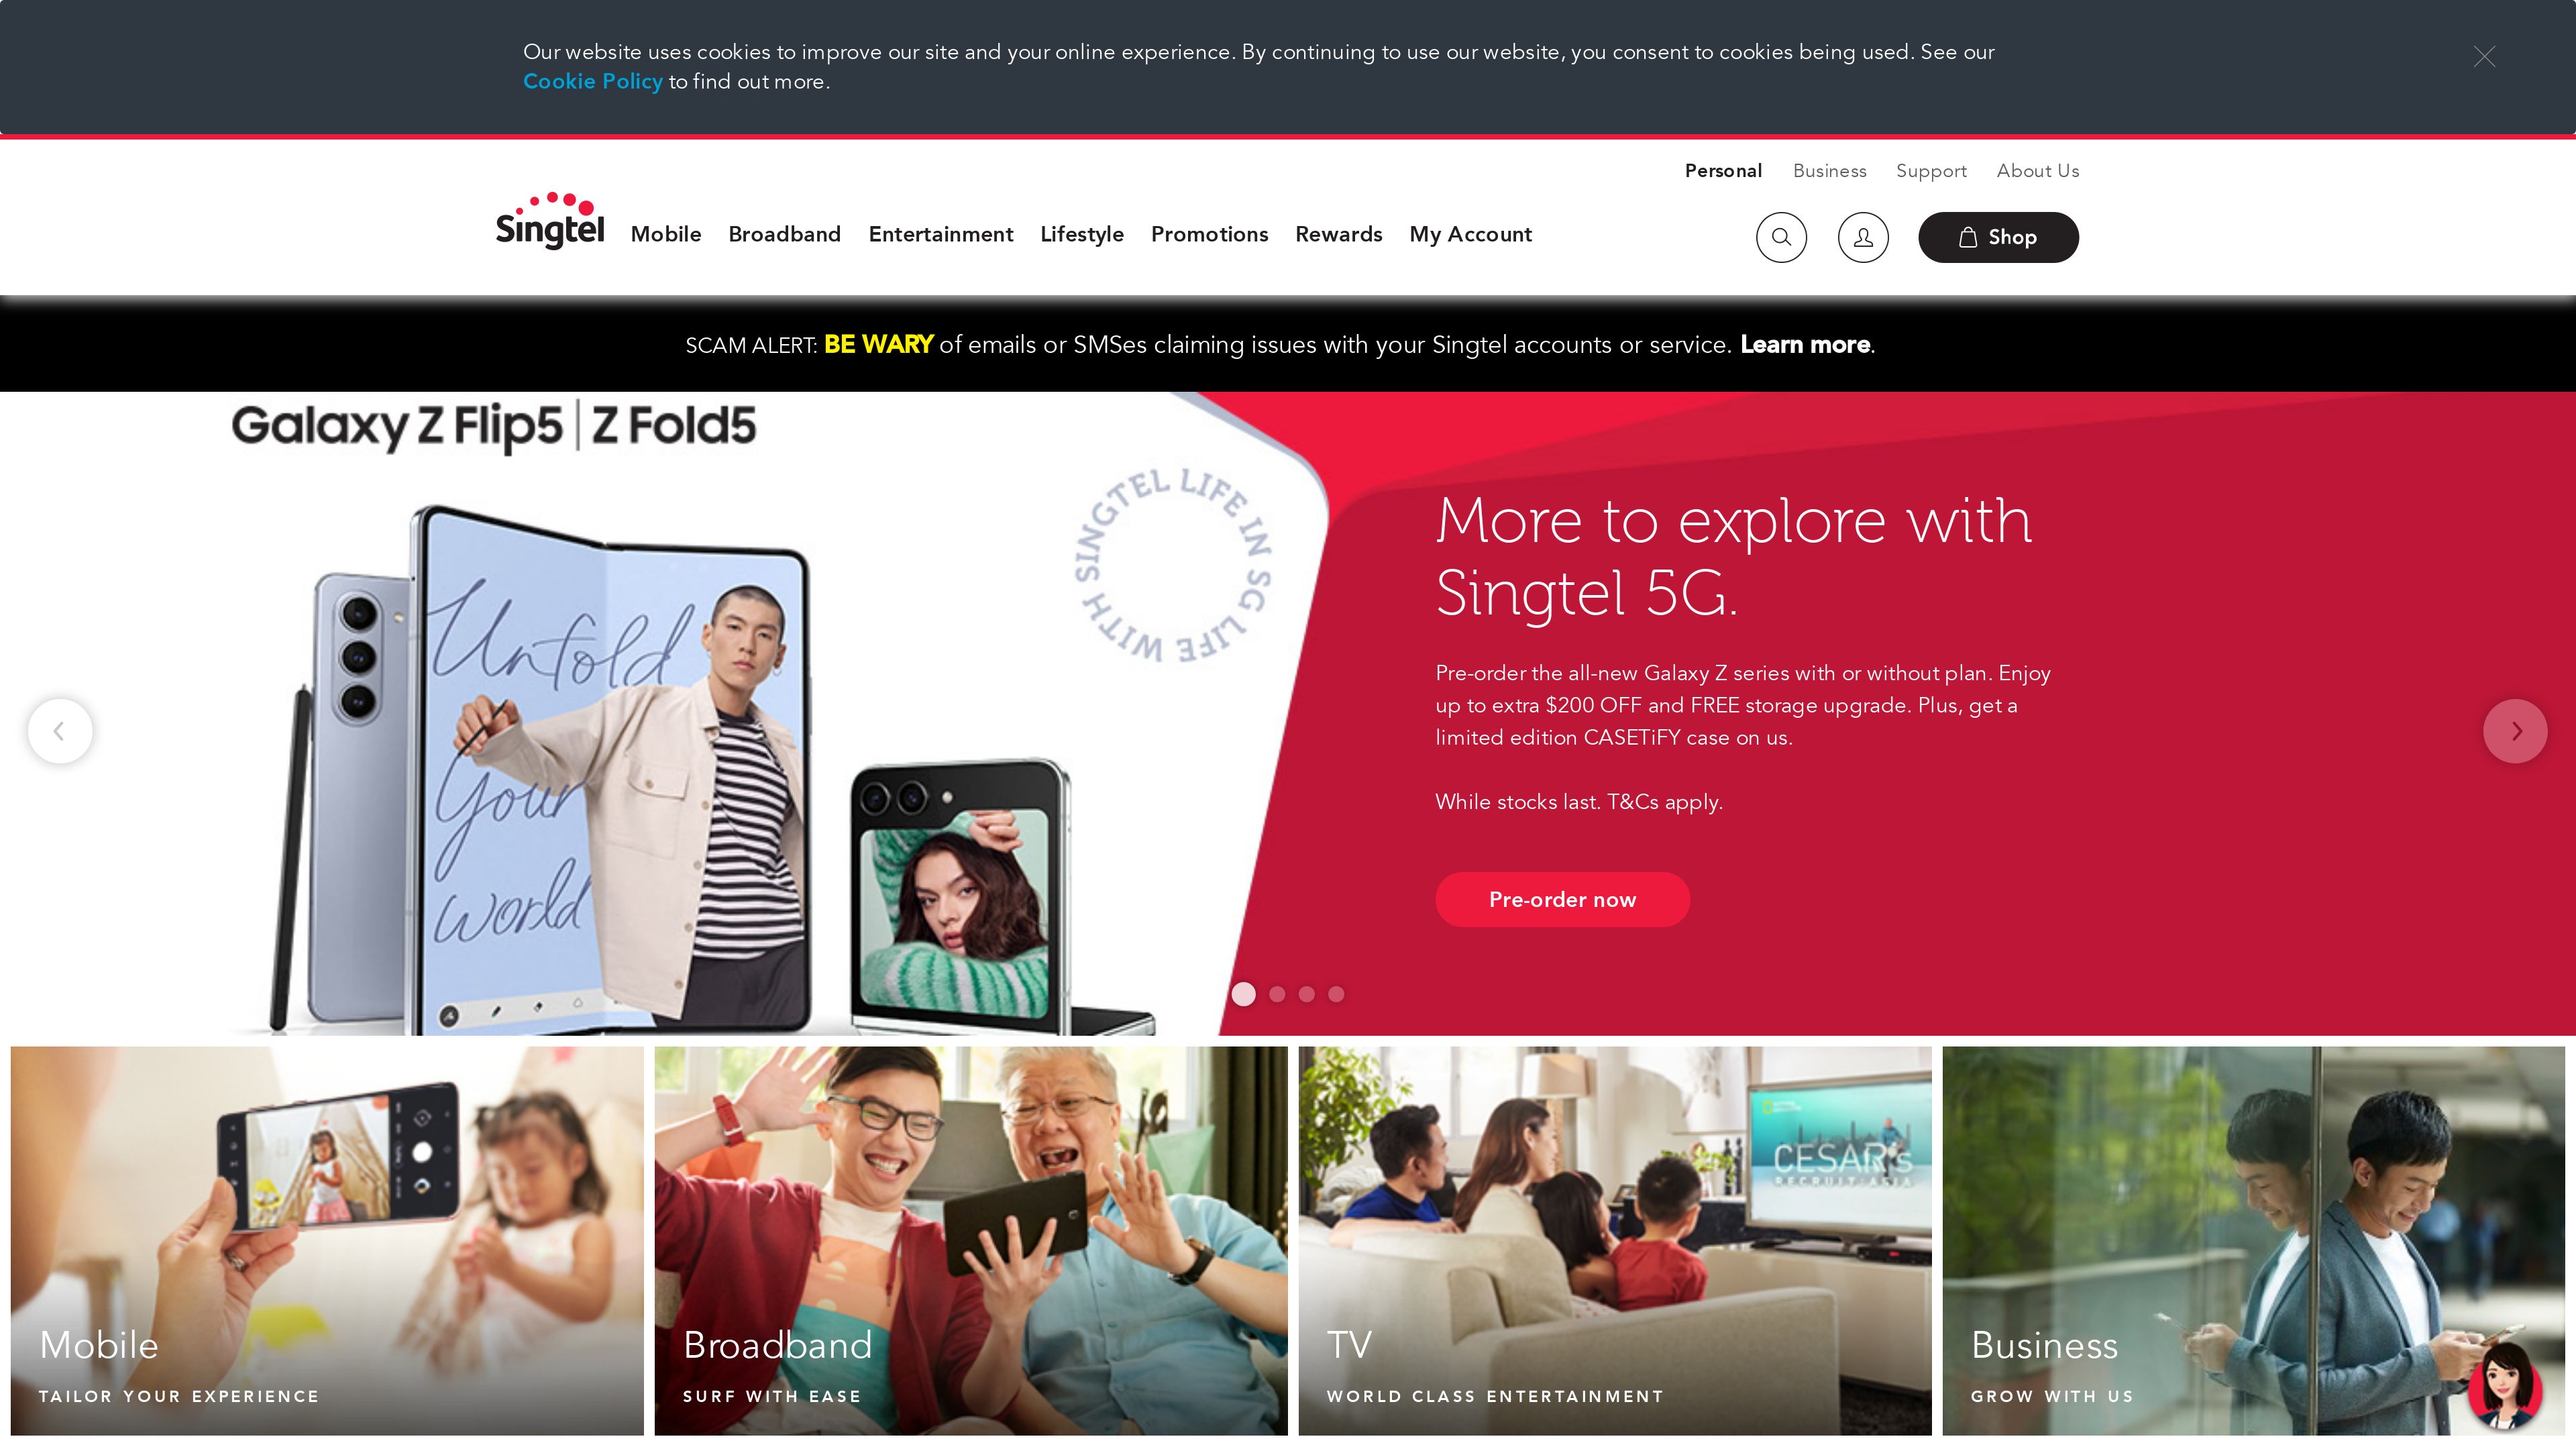 Our website uses cookies to improve our site and your online experience. By continuing to use our website, you consent to cookies being used. See our
Cookie Policy to find out more.
Personal Business Support About Us
Singtel Mobile Broadband Entertainment Lifestyle Promotions Rewards My Account Shop
SCAM ALERT: BE WARY of emails or SMSes claiming issues with your Singtel accounts or service. Learn more.
Galaxy Z Flip5 | Z Fold5
SINGTEL LIFE IN SG LIFE WITH
Unfold
Your
world
More to explore with
Singtel 5G.
Pre-order the all-new Galaxy Z series with or without plan. Enjoy
up to extra $200 OFF and FREE storage upgrade. Plus, get a
limited edition CASETiFY case on us.
While stocks last. T&Cs apply.
Pre-order now
CESAR's
RECRUIT: ASIA
Mobile
TAILOR YOUR EXPERIENCE
Broadband
SURF WITH EASE
TV
WORLD CLASS ENTERTAINMENT
Business
GROW WITH US